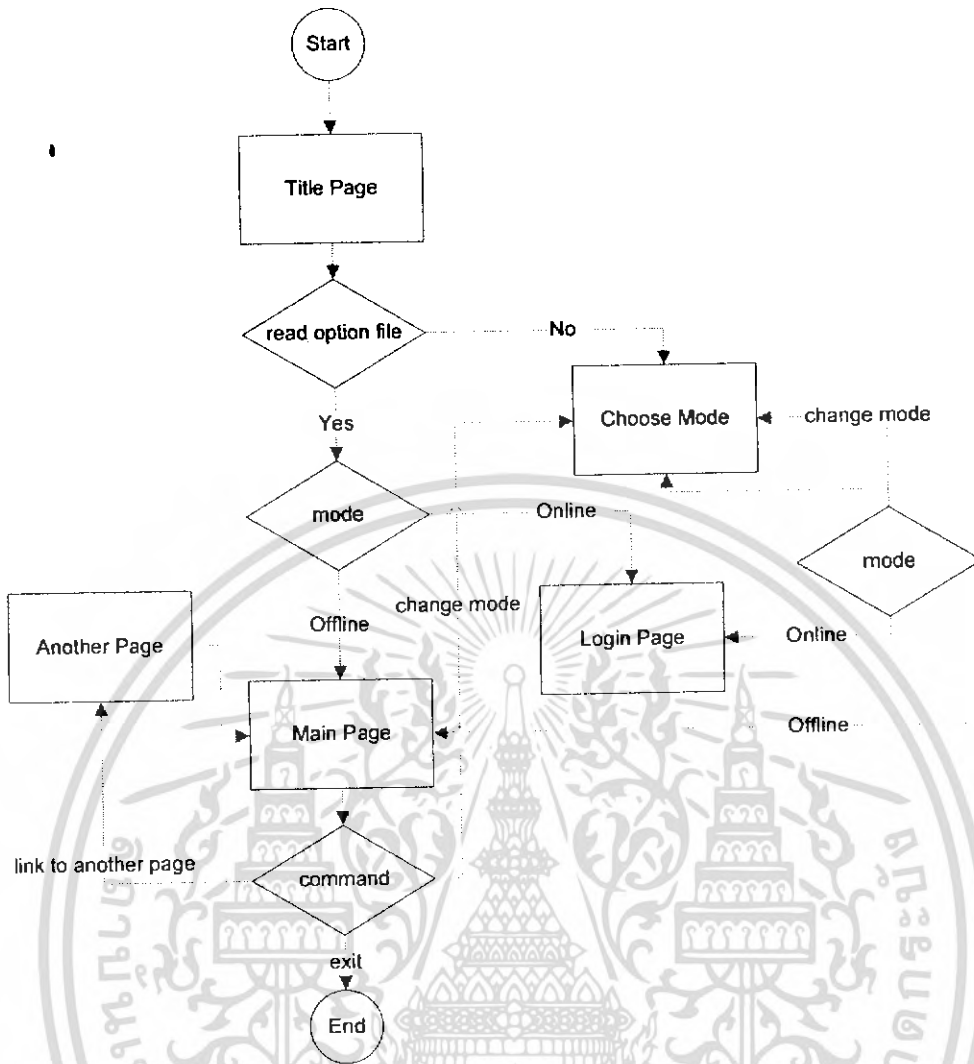 Start
Title Page
read option file
No
Choose Mode
change mode
Yes
mode
Online
mode
change mode
Offline
Another Page
Login Page
Online
Main Page
Offline
link to another page
command
exit
End